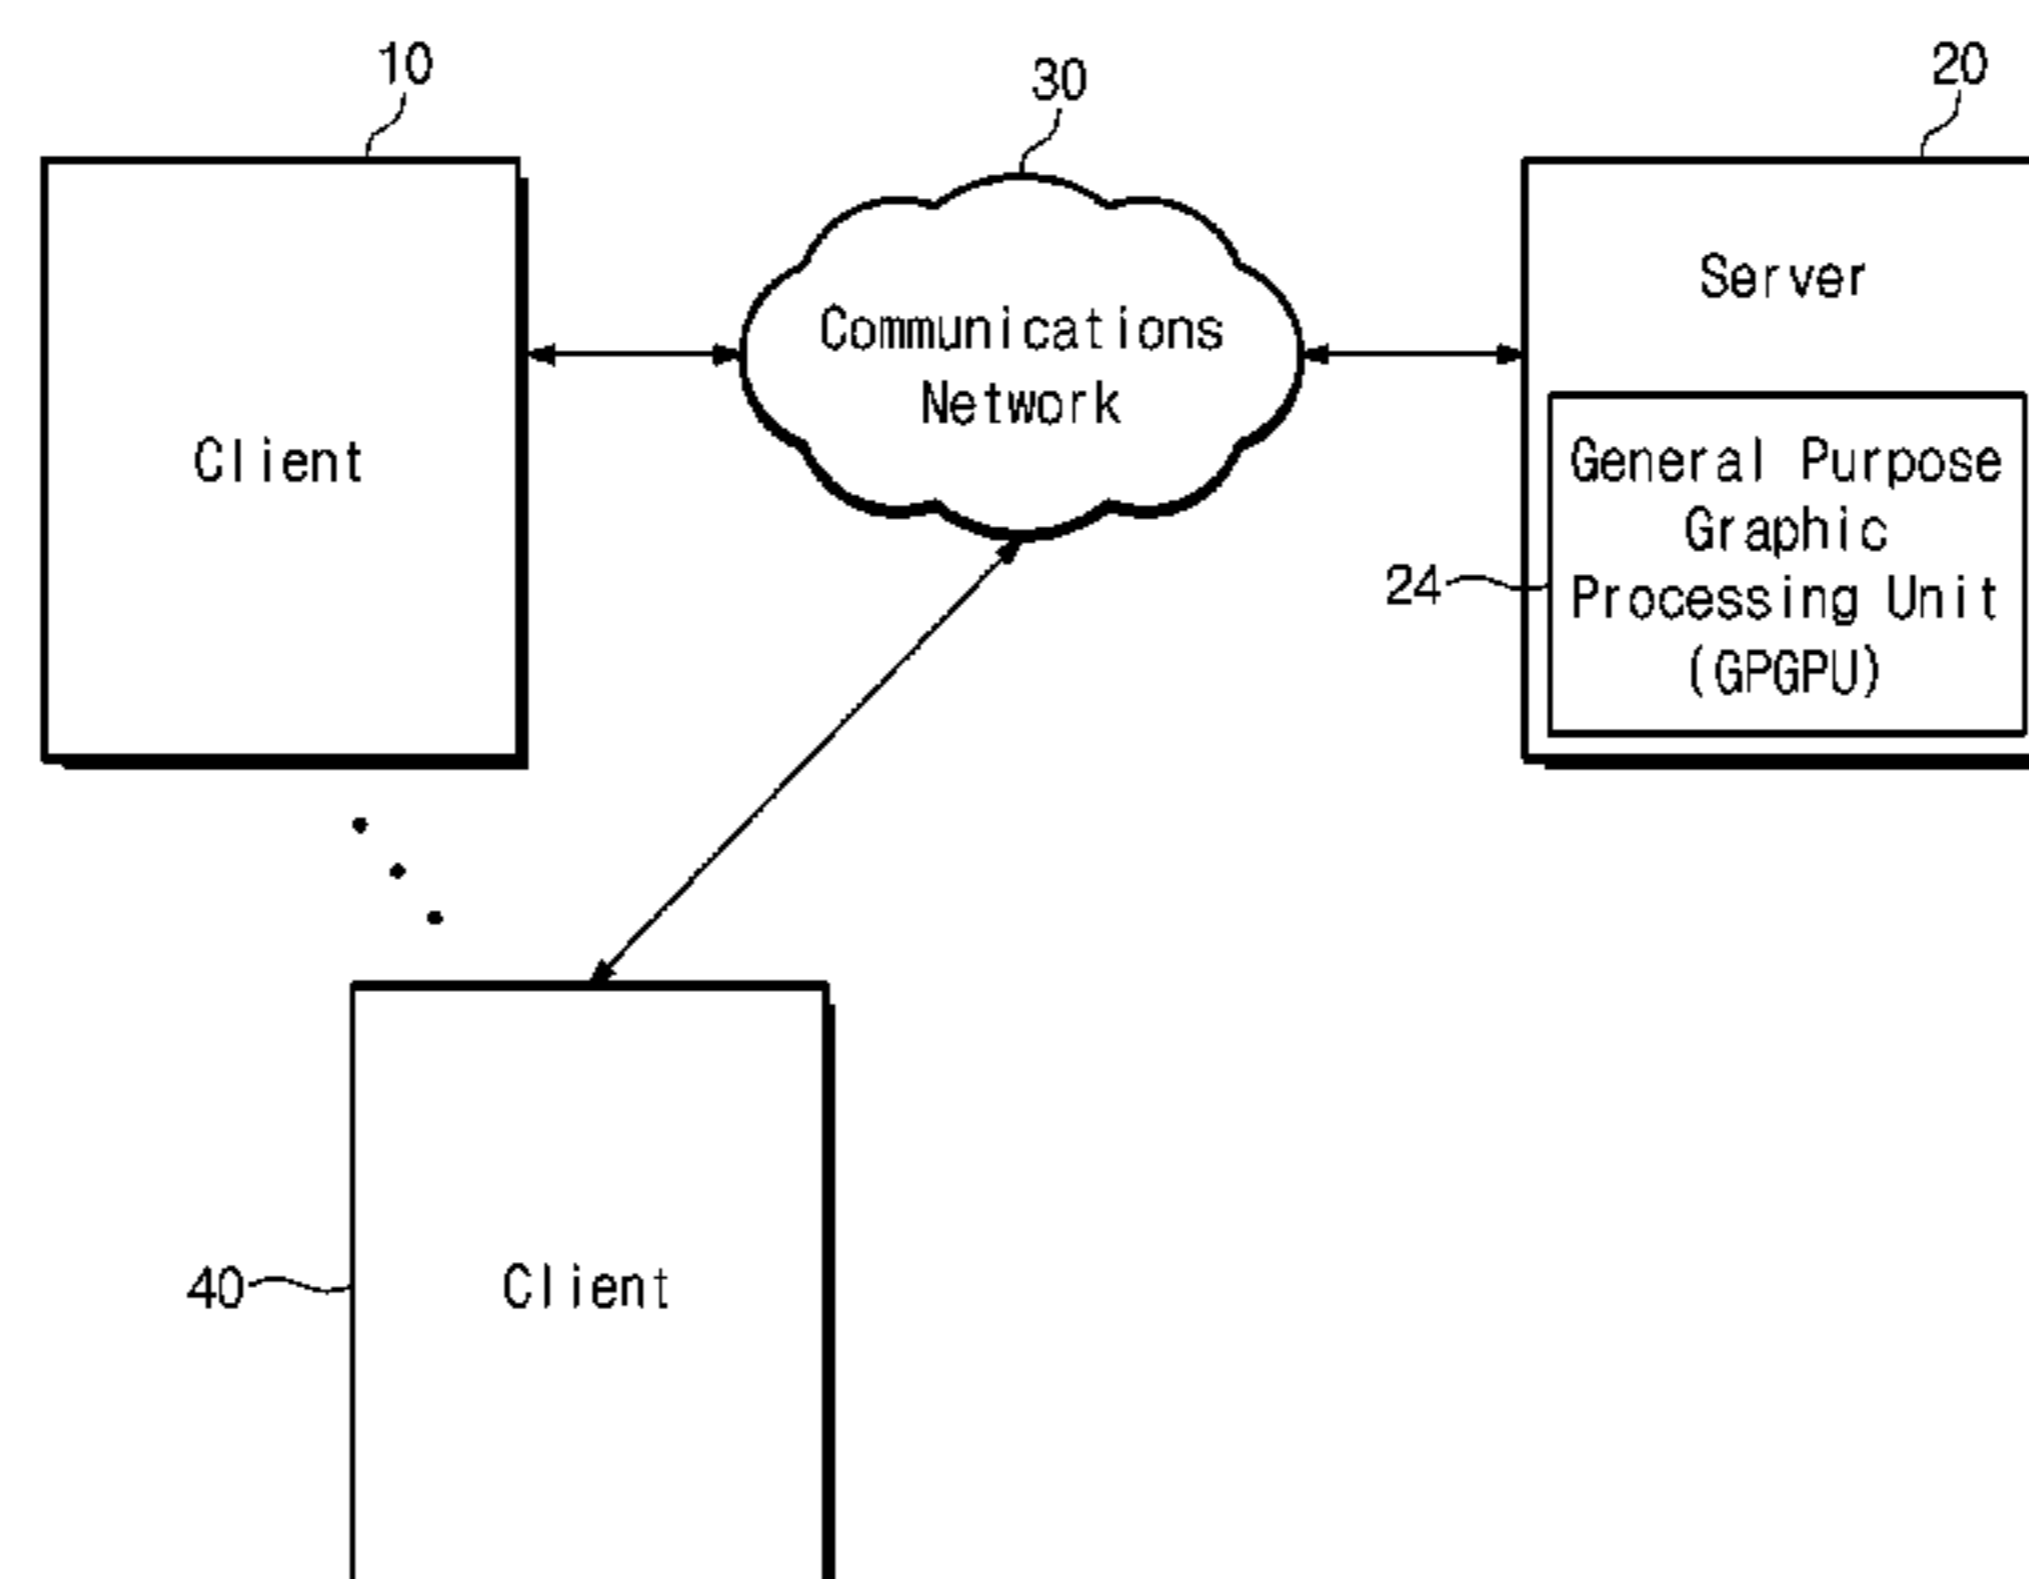 10
30
20
Client
Communications
Network
Server
General Purpose
Graphic
Processing Unit
(GPGPU)
24
40
Client